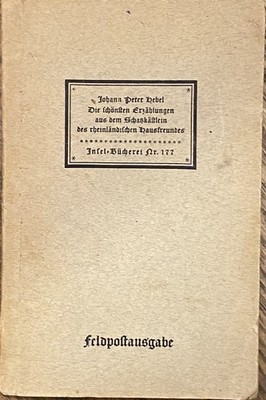 Johann Peter Hebel
Die schönsten Erzählungen
aus dem Schatzkästlein
des rheinländischen Hausfreundes
Insel-Bücherei Nr. 177
Feldpostausgabe